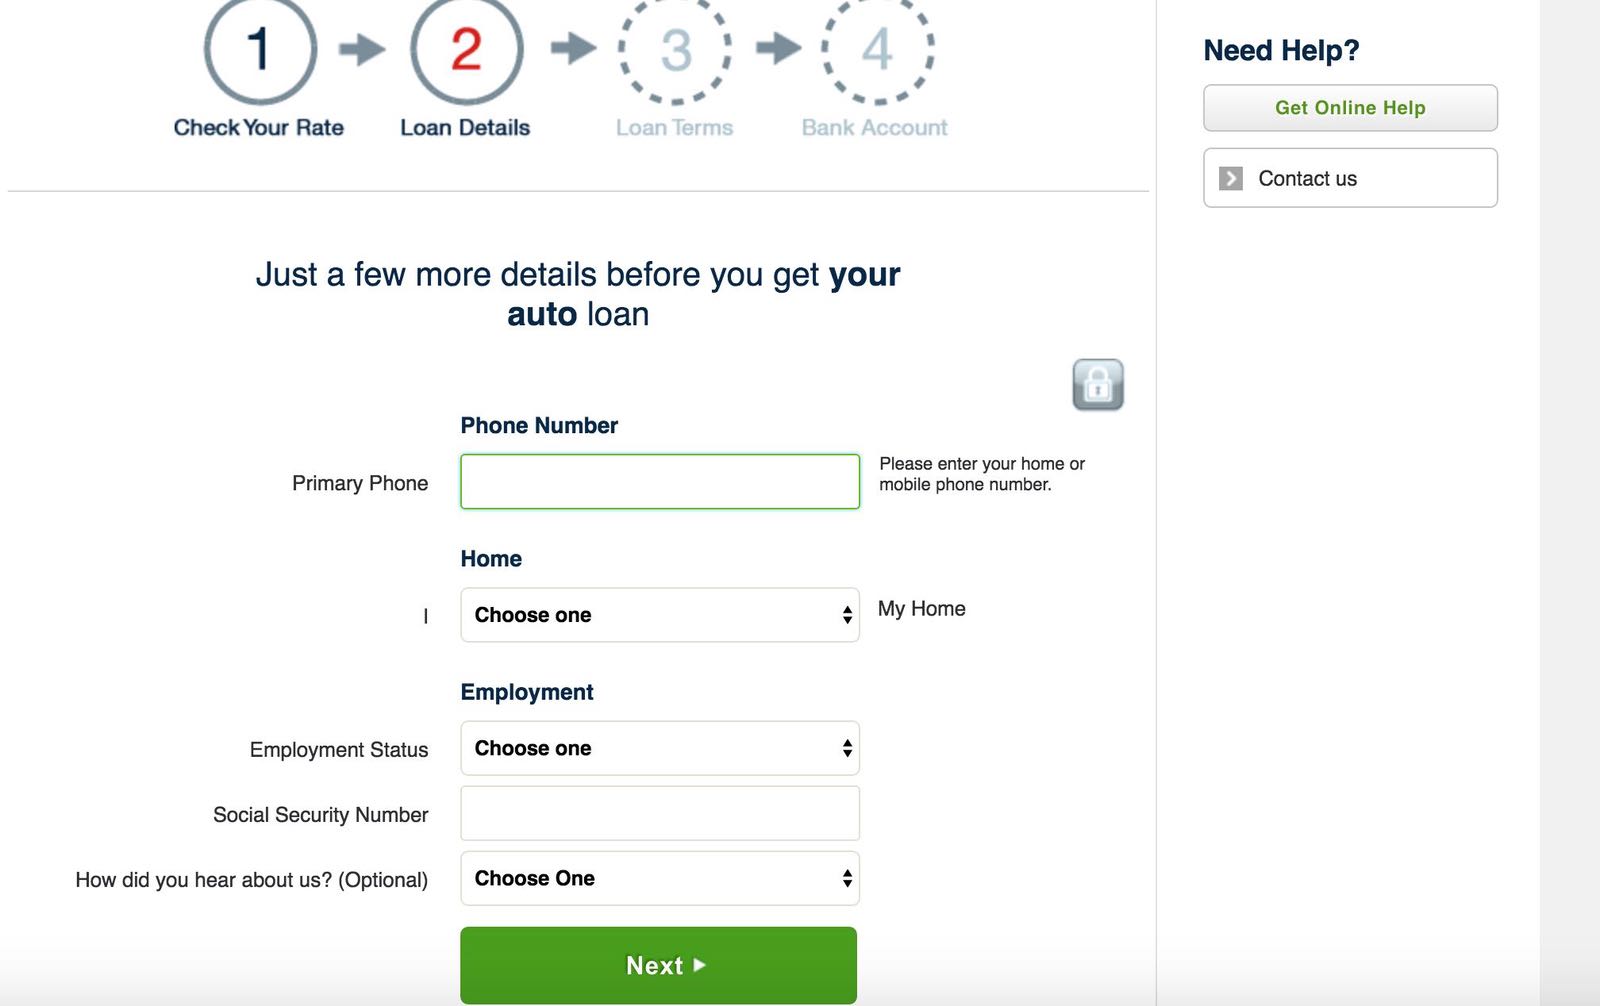 1 2 3 4
Check Your Rate Loan Details Loan Terms Bank Account
Need Help?
Get Online Help
Contact us
Just a few more details before you get your
auto loan
Phone Number
Primary Phone
Please enter your home or
mobile phone number.
Home
I Choose one My Home
Employment
Employment Status Choose one
Social Security Number
How did you hear about us? (Optional) Choose One
Next